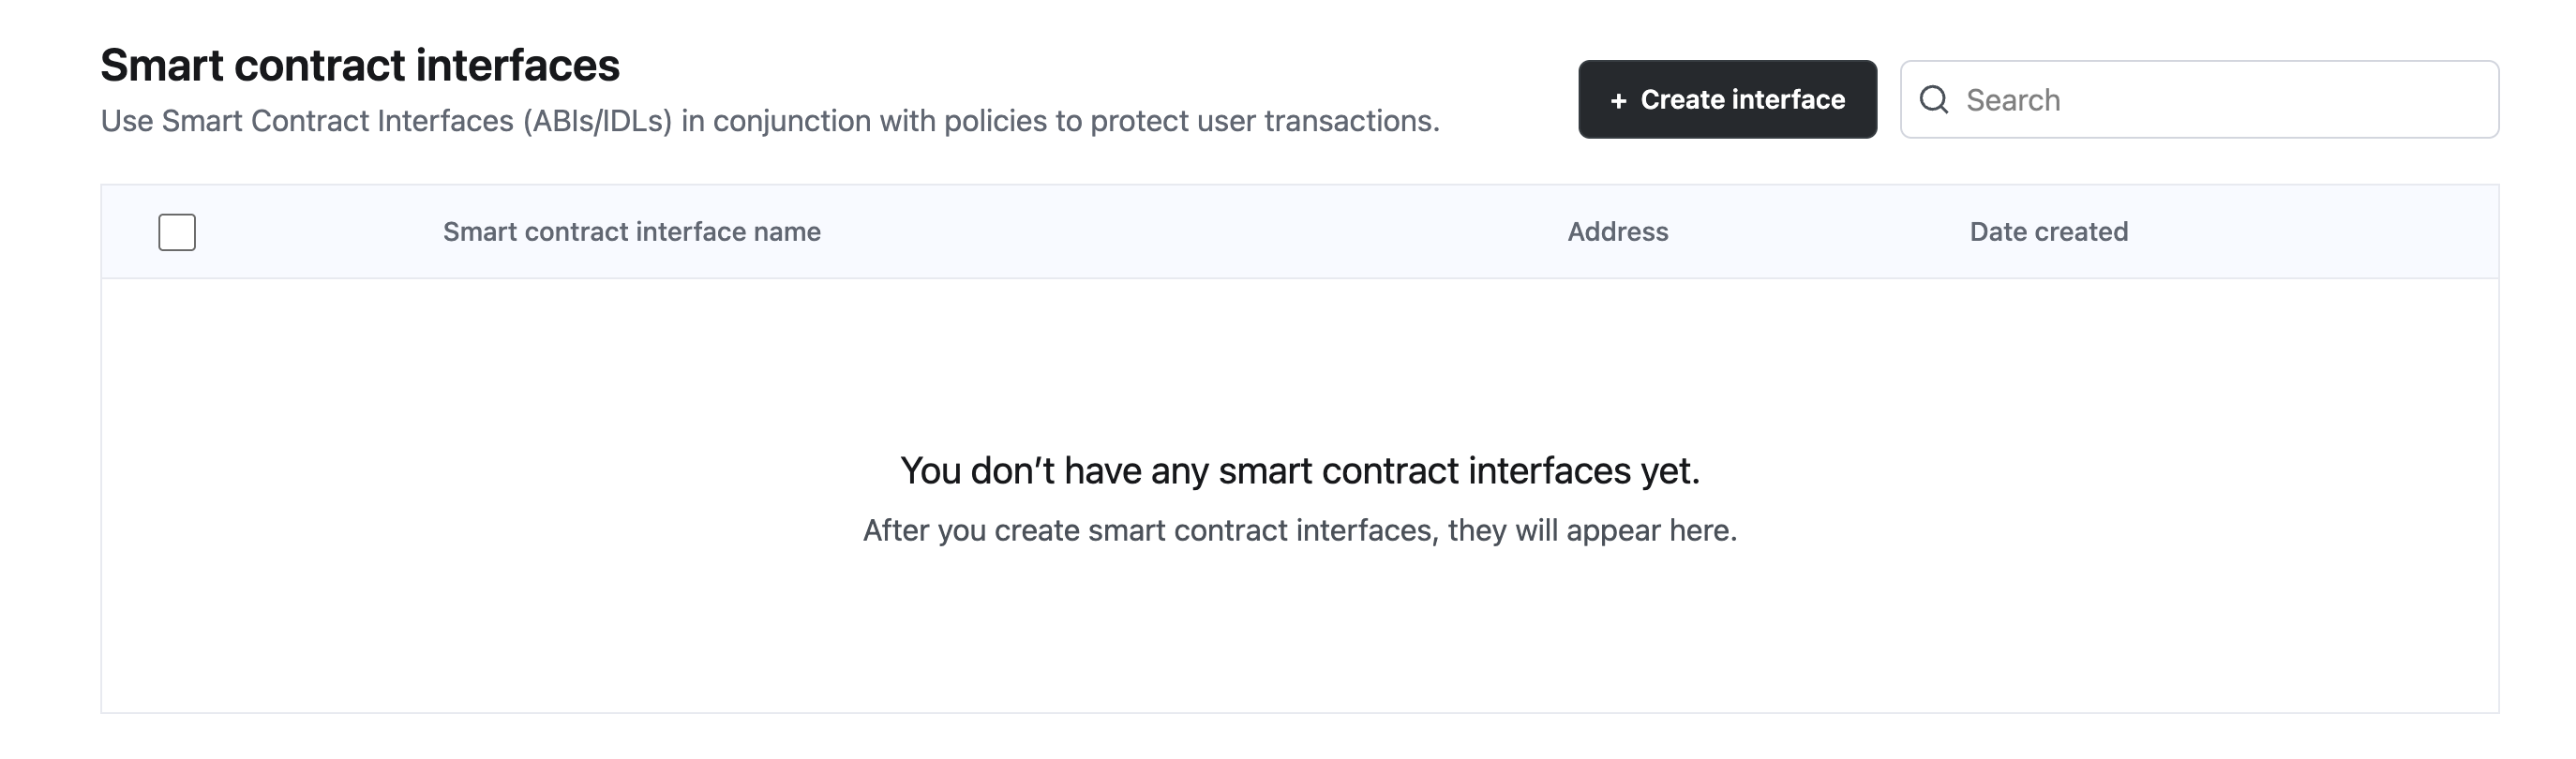 Smart contract interfaces
Use Smart Contract Interfaces (ABIs/IDLs) in conjunction with policies to protect user transactions.
+ Create interface
Search
Smart contract interface name
Address
Date created
You don’t have any smart contract interfaces yet.
After you create smart contract interfaces, they will appear here.